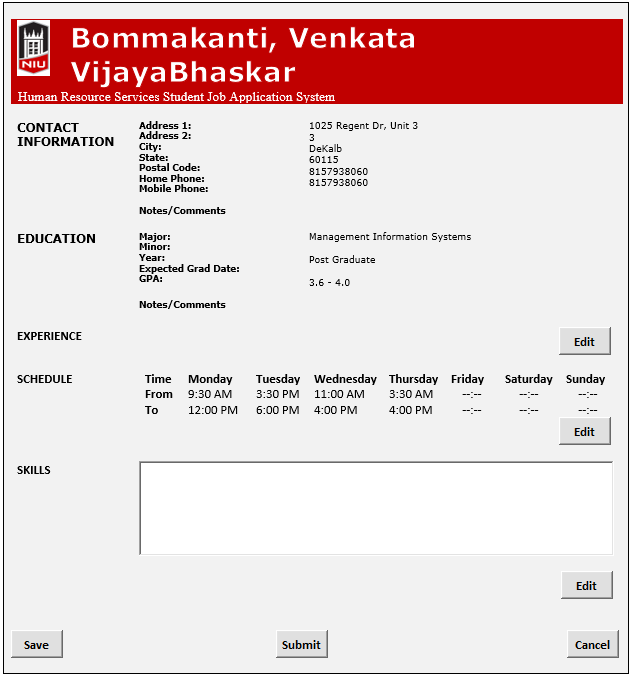 NIU
Bommakanti, Venkata
VijayaBhaskar
Human Resource Services Student Job Application System
CONTACT
INFORMATION
Address 1: 1025 Regent Dr, Unit 3
Address 2: 3
City: DeKalb
State: 60115
Postal Code: 8157938060
Home Phone: 8157938060
Mobile Phone:
Notes/Comments
EDUCATION
Major: Management Information Systems
Minor:
Year: Post Graduate
Expected Grad Date:
GPA: 3.6 - 4.0
Notes/Comments
EXPERIENCE
Edit
SCHEDULE
Time Monday Tuesday Wednesday Thursday Friday Saturday Sunday
From 9:30 AM 3:30 PM 11:00 AM 3:30 AM --:-- --:-- --:--
To 12:00 PM 6:00 PM 4:00 PM 4:00 PM --:-- --:-- --:--
Edit
SKILLS
Edit
Save Submit Cancel